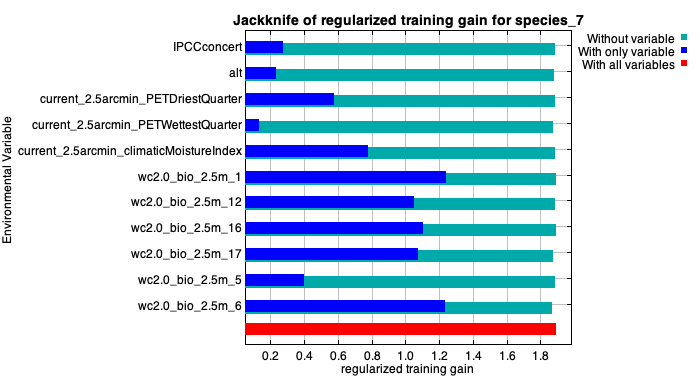 Jackknife of regularized training gain for species_7
Without variable
With only variable
With all variables
Environmental Variable
IPCCconcert
alt
current_2.5arcmin_PETDriestQuarter
current_2.5arcmin_PETWettestQuarter
current_2.5arcmin_climaticMoistureIndex
wc2.0_bio_2.5m_1
wc2.0_bio_2.5m_12
wc2.0_bio_2.5m_16
wc2.0_bio_2.5m_17
wc2.0_bio_2.5m_5
wc2.0_bio_2.5m_6
0.2 0.4 0.6 0.8 1.0 1.2 1.4 1.6 1.8
regularized training gain